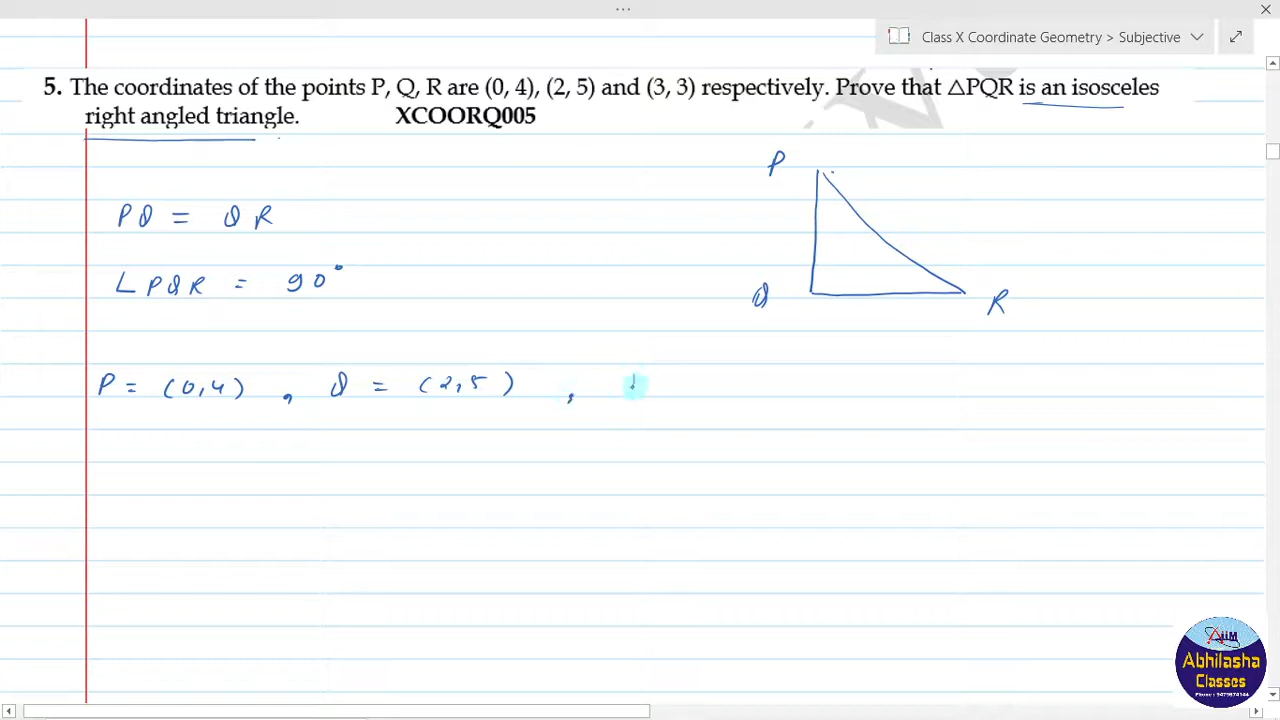 Class X Coordinate Geometry > Subjective
5. The coordinates of the points P, Q, R are (0, 4), (2, 5) and (3, 3) respectively. Prove that △PQR is an isosceles
right angled triangle. XCOORQ005
P
PQ = QR
∠PQR = 90°
Q R
P = (0,4) , Q = (2,5) ,
AIIM
Abhilasha
Classes